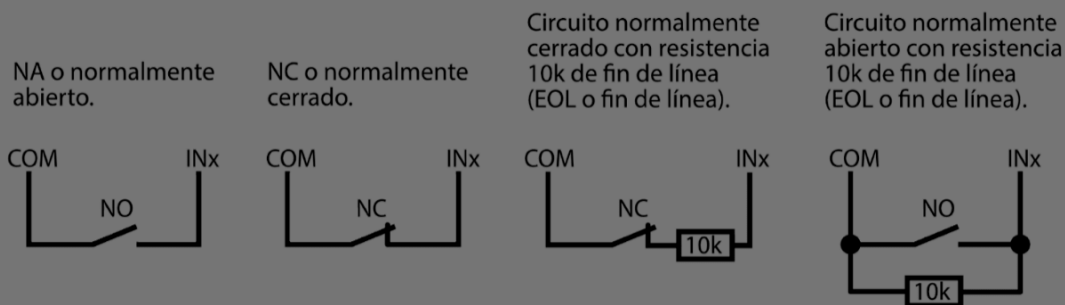 NA o normalmente
abierto.
COM
INx
NO
NC o normalmente
cerrado.
COM
INx
NC
Circuito normalmente
cerrado con resistencia
10k de fin de línea
(EOL o fin de línea).
COM
INx
NC
10k
Circuito normalmente
abierto con resistencia
10k de fin de línea
(EOL o fin de línea).
COM
INx
NO
10k